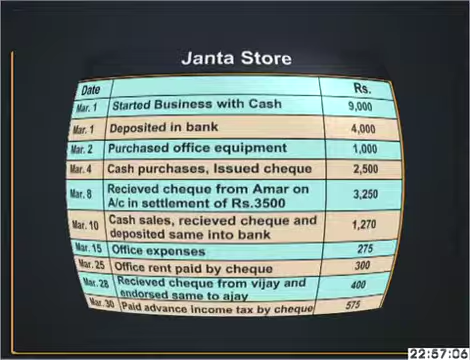 Janta Store
Date Rs.
Mar. 1 Started Business with Cash 9,000
Mar. 1 Deposited in bank 4,000
Mar. 2 Purchased office equipment 1,000
Mar. 4 Cash purchases, Issued cheque 2,500
Mar. 8 Recieved cheque from Amar on
A/c in settlement of Rs.3500 3,250
Mar. 10 Cash sales, recieved cheque and
deposited same into bank 1,270
Mar. 15 Office expenses 275
Mar. 25 Office rent paid by cheque 300
Mar. 28 Recieved cheque from vijay and
endorsed same to ajay 400
Mar. 30 Paid advance income tax by cheque 575
22:57:06